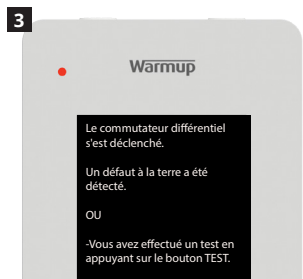 3
Warmup
Le commutateur différentiel
s'est déclenché.
Un défaut à la terre a été
détecté.
OU
-Vous avez effectué un test en
appuyant sur le bouton TEST.